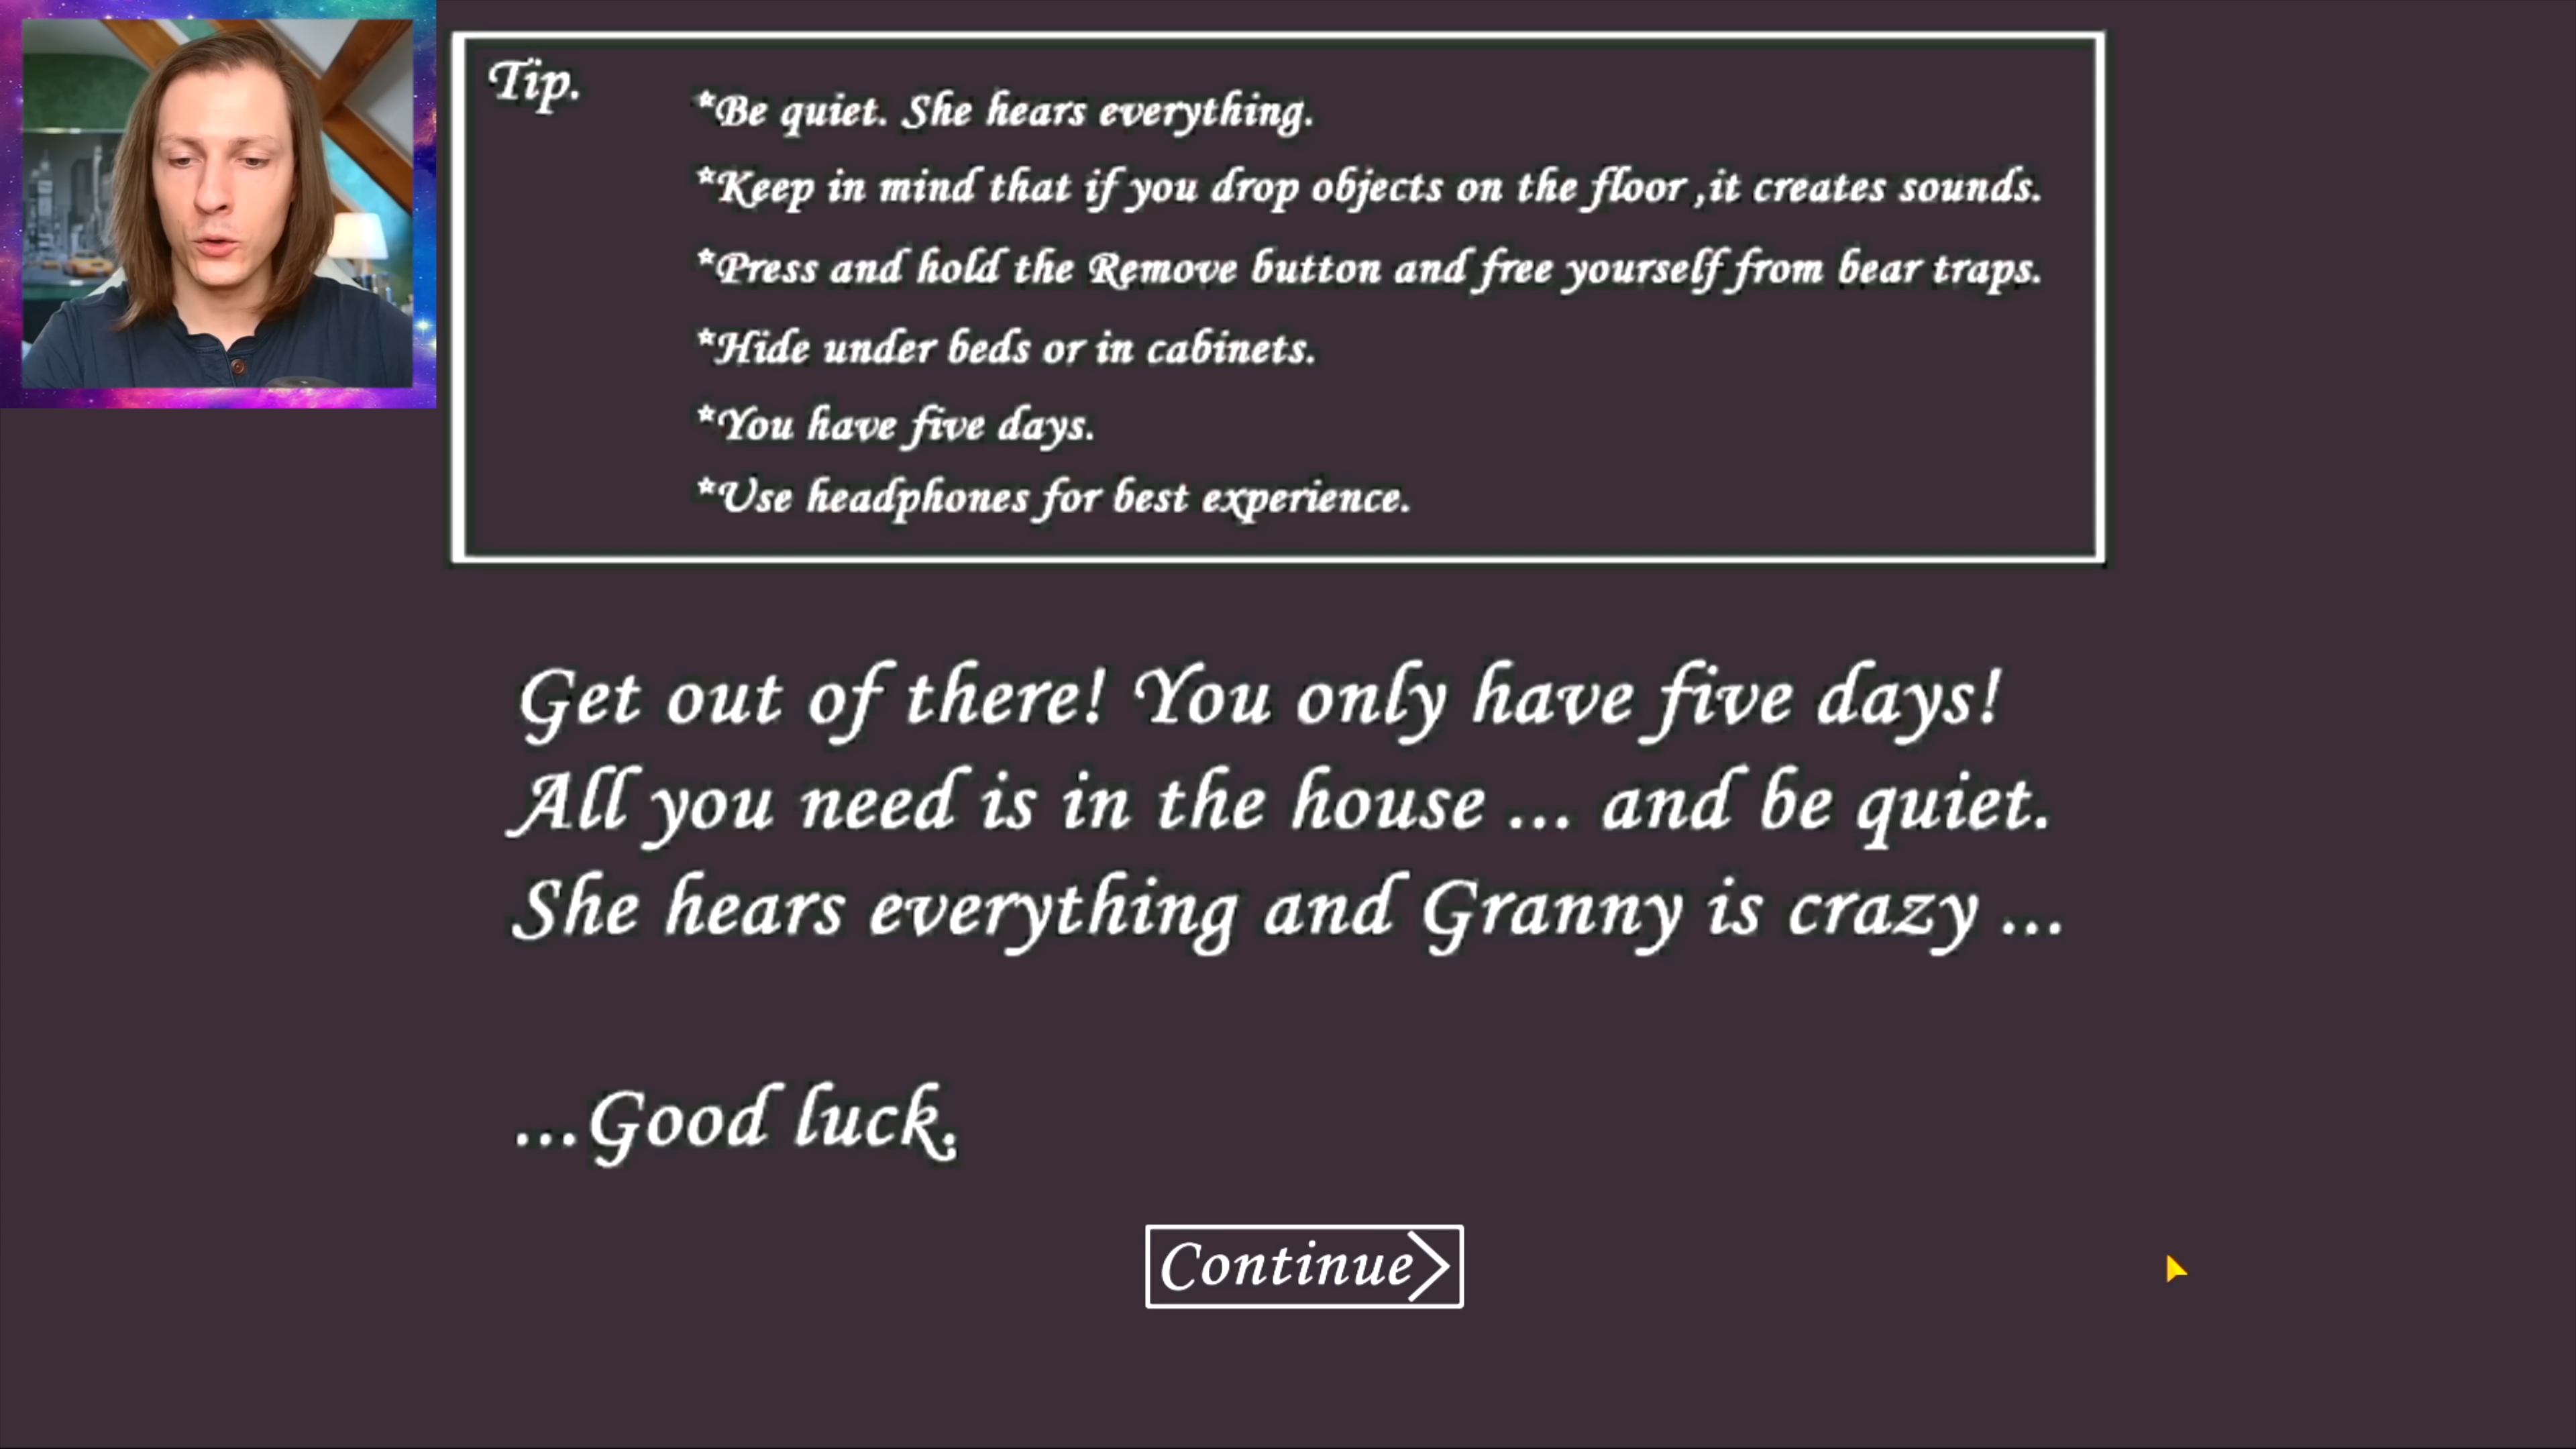 Tip.
*Be quiet. She hears everything.
*Keep in mind that if you drop objects on the floor ,it creates sounds.
*Press and hold the Remove button and free yourself from bear traps.
*Hide under beds or in cabinets.
*You have five days.
*Use headphones for best experience.
Get out of there! You only have five days!
All you need is in the house ... and be quiet.
She hears everything and Granny is crazy ...
...Good luck.
Continue>